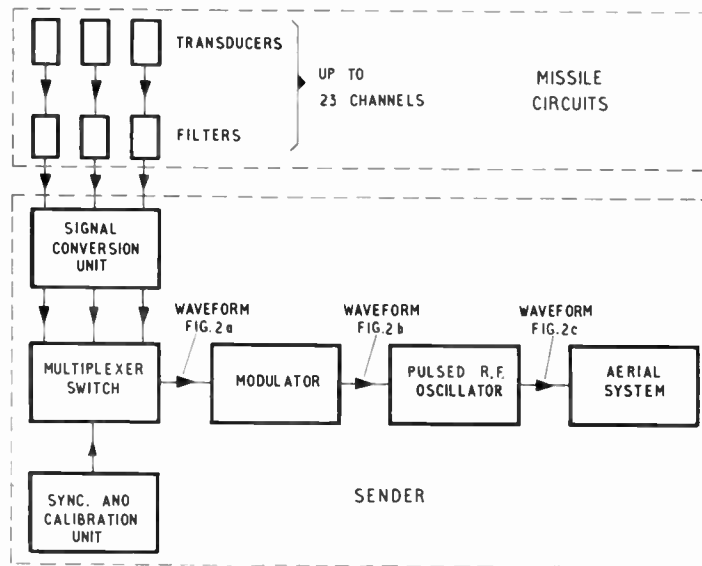 TRANSDUCERS
UP TO
23 CHANNELS
MISSILE
CIRCUITS
FILTERS
SIGNAL
CONVERSION
UNIT
WAVEFORM
FIG.2a
WAVEFORM
FIG.2b
WAVEFORM
FIG.2c
MULTIPLEXER
SWITCH
MODULATOR
PULSED R.F.
OSCILLATOR
AERIAL
SYSTEM
SYNC. AND
CALIBRATION
UNIT
SENDER